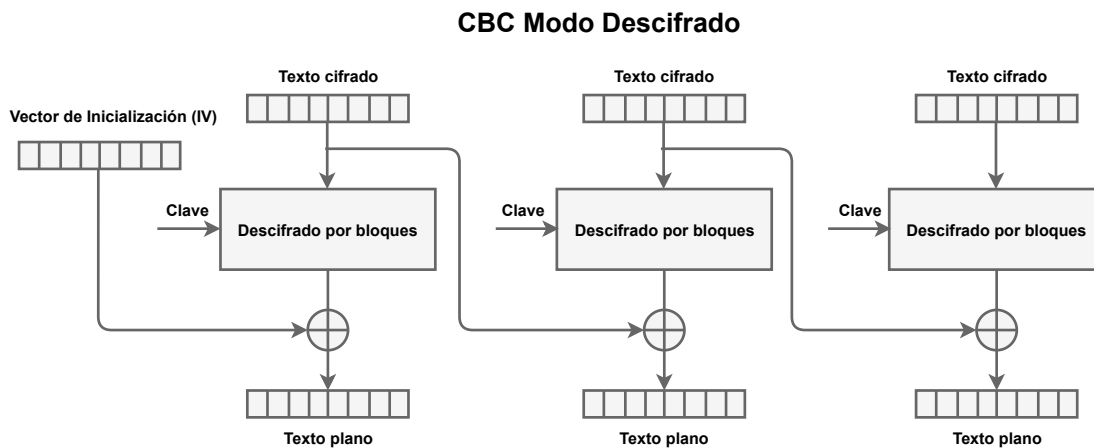 CBC Modo Descifrado
Texto cifrado
Texto cifrado
Texto cifrado
Vector de Inicialización (IV)
Clave
Descifrado por bloques
Clave
Descifrado por bloques
Clave
Descifrado por bloques
Texto plano
Texto plano
Texto plano